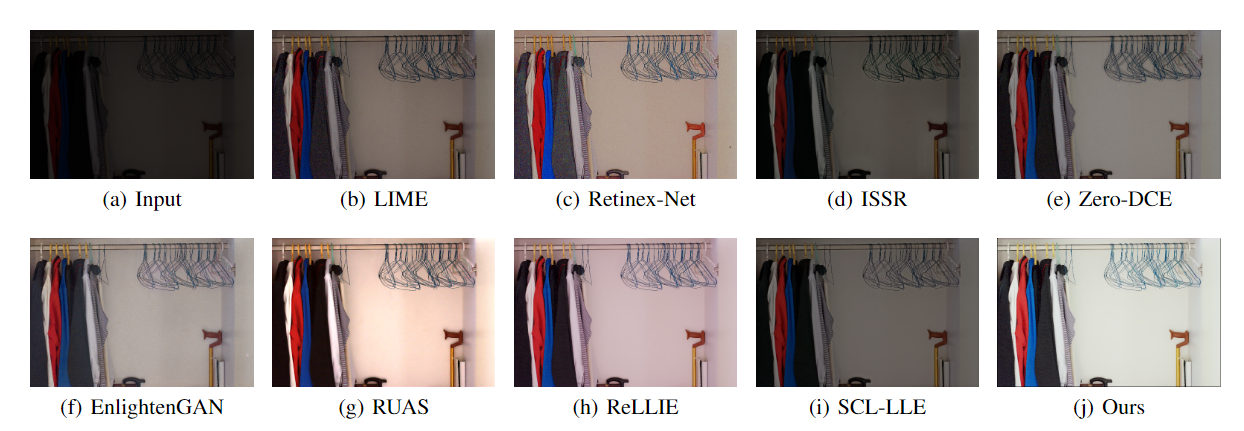 (a) Input
(b) LIME
(c) Retinex-Net
(d) ISSR
(e) Zero-DCE
(f) EnlightenGAN
(g) RUAS
(h) ReLLIE
(i) SCL-LLE
(j) Ours